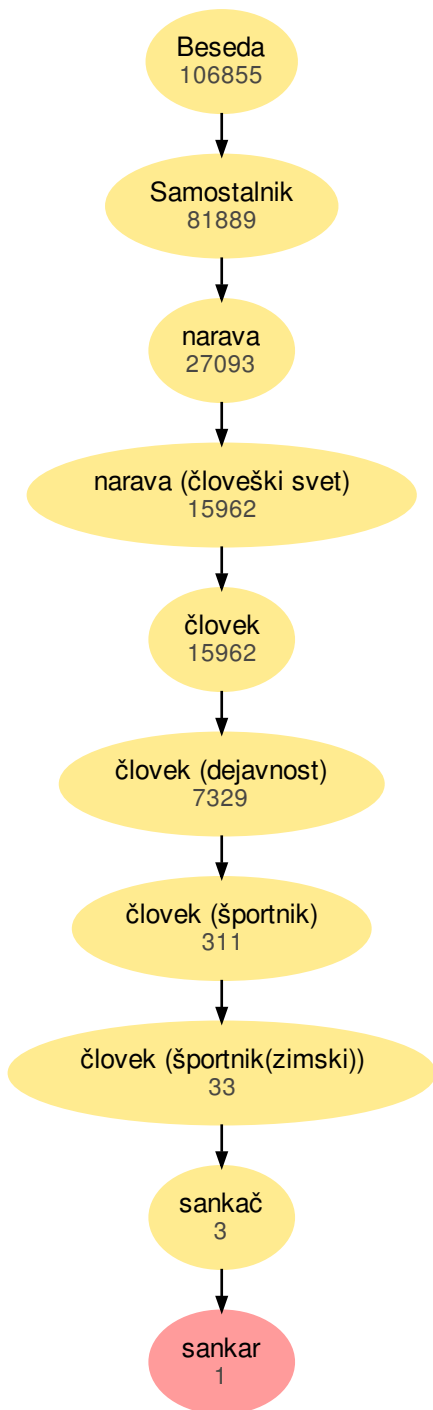 Beseda
106855
Samostalnik
81889
narava
27093
narava (človeški svet)
15962
človek
15962
človek (dejavnost)
7329
človek (športnik)
311
človek (športnik(zimski))
33
sankač
3
sankar
1